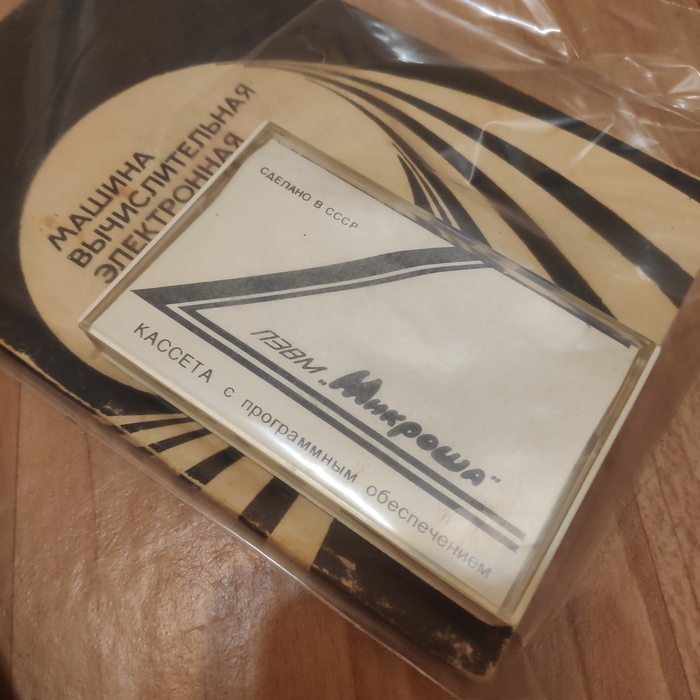 МАШИНА
ВЫЧИСЛИТЕЛЬНАЯ
ЭЛЕКТРОННАЯ
СДЕЛАНО В СССР
ПЭВМ „Микроша"
КАССЕТА с программным обеспечением